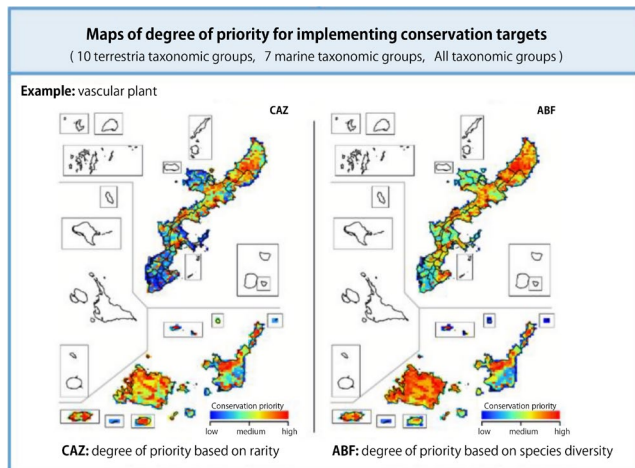 Maps of degree of priority for implementing conservation targets
( 10 terrestria taxonomic groups, 7 marine taxonomic groups, All taxonomic groups )
Example: vascular plant
CAZ
ABF
Conservation priority
low medium high
Conservation priority
low medium high
CAZ: degree of priority based on rarity
ABF: degree of priority based on species diversity